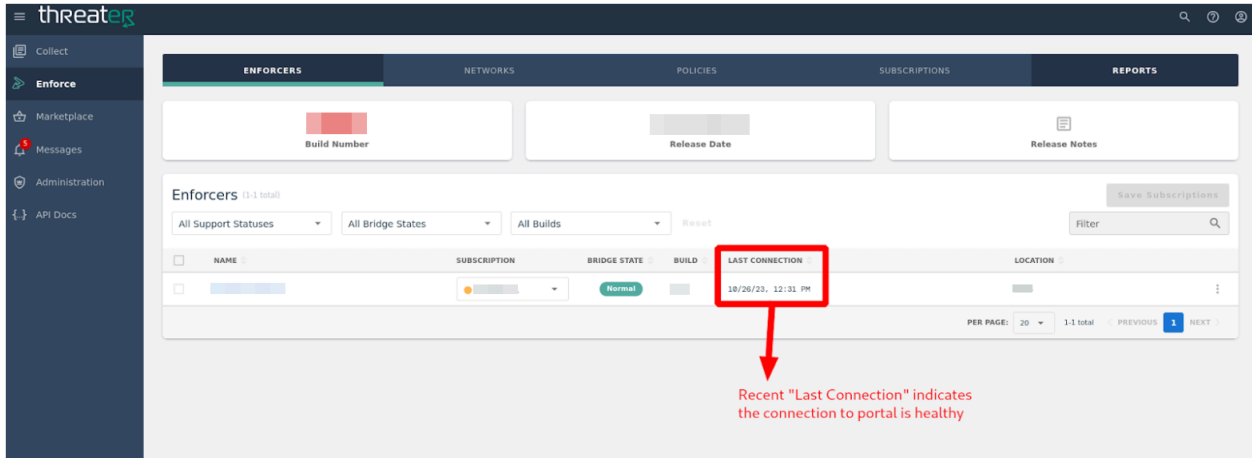 threater
Collect
Enforce
Marketplace
5
Messages
Administration
{..} API Docs
ENFORCERS NETWORKS POLICIES SUBSCRIPTIONS REPORTS
Build Number
Release Date
Release Notes
Enforcers (1-1 total)
Save Subscriptions
All Support Statuses All Bridge States All Builds Reset Filter
NAME SUBSCRIPTION BRIDGE STATE BUILD LAST CONNECTION LOCATION
Normal 10/26/23, 12:31 PM
PER PAGE: 20 1-1 total PREVIOUS 1 NEXT
Recent "Last Connection" indicates
the connection to portal is healthy